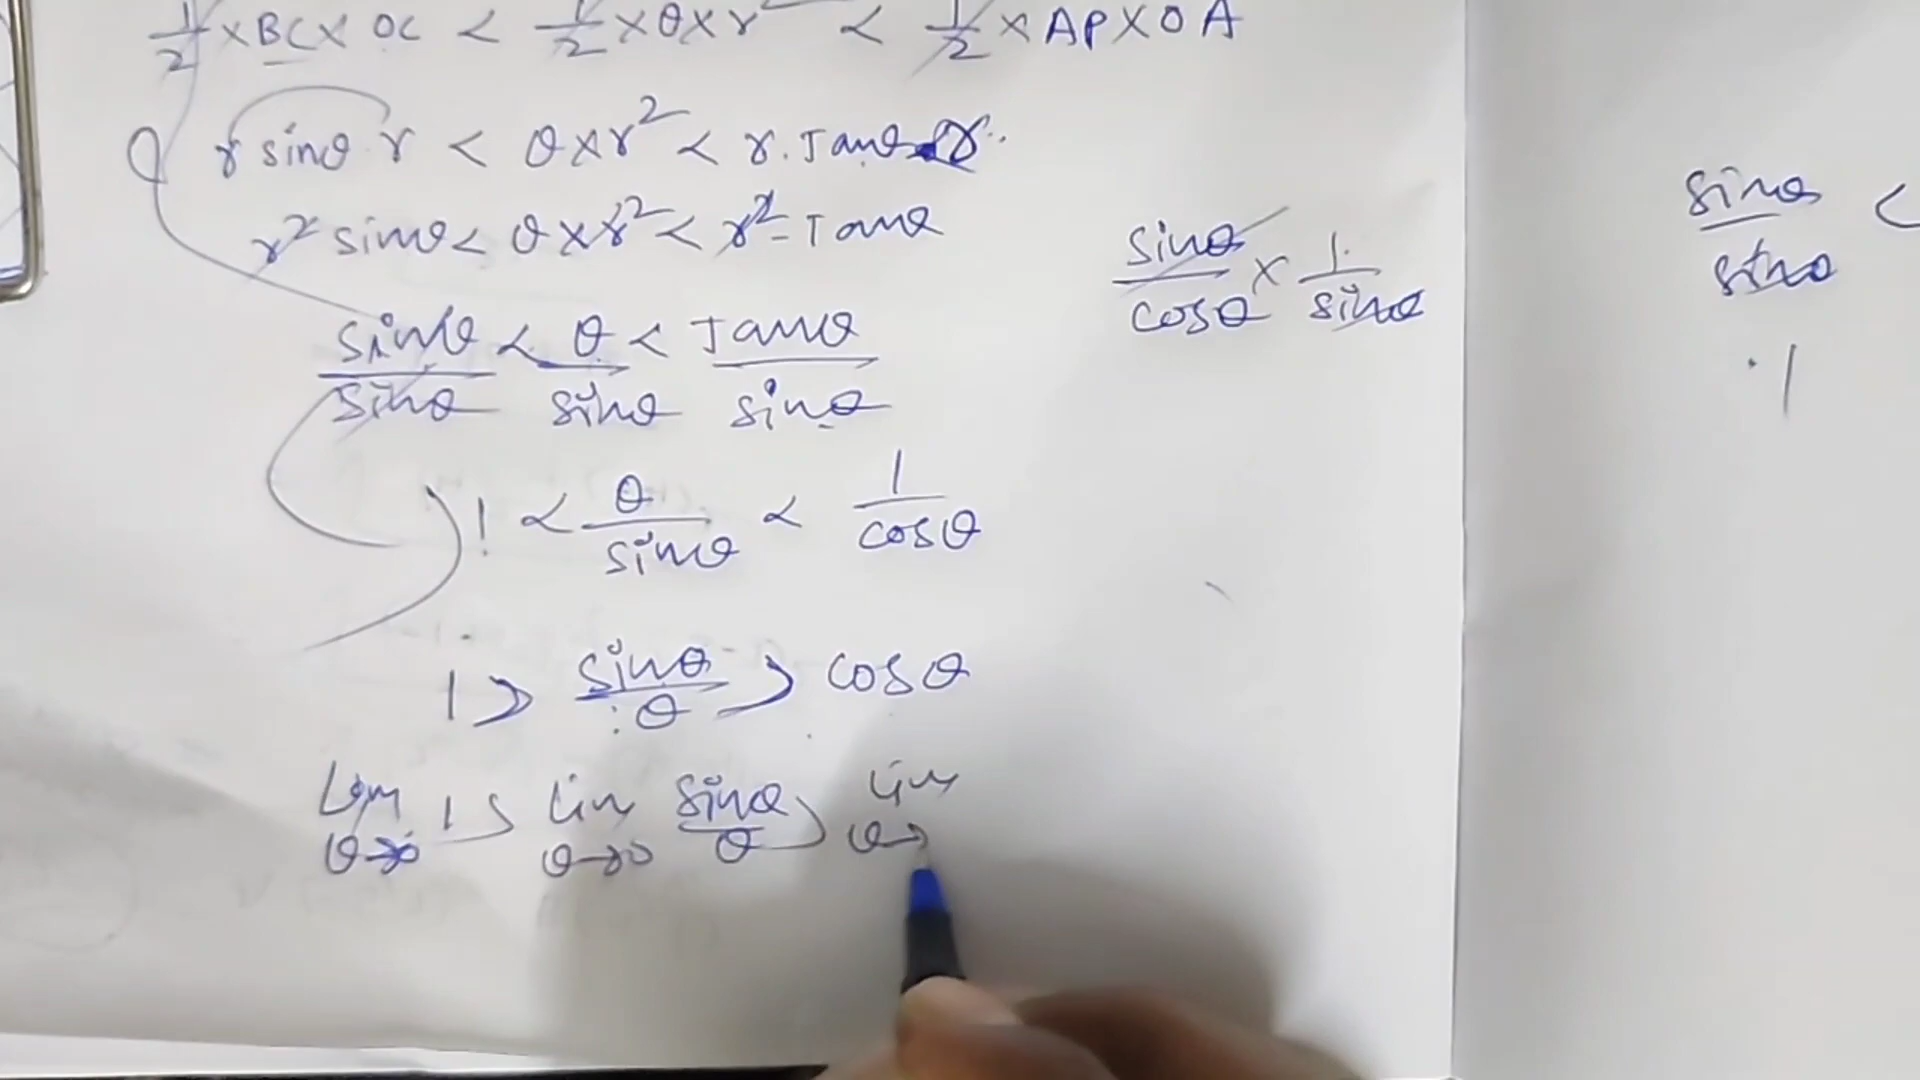 1/2 × BC × OC < 1/2 × θ × r² < 1/2 × AP × OA
r sinθ r < θ × r² < r . Tanθ r
r² sinθ < θ × r² < r² - Tanθ
sinθ/cosθ × 1/sinθ
sinθ/sinθ < θ/sinθ < Tanθ/sinθ
1 < θ/sinθ < 1/cosθ
1 > sinθ/θ > cosθ
Lim θ→0 1 > Lim θ→0 sinθ/θ > Lim θ→
sinθ/sinθ <
1